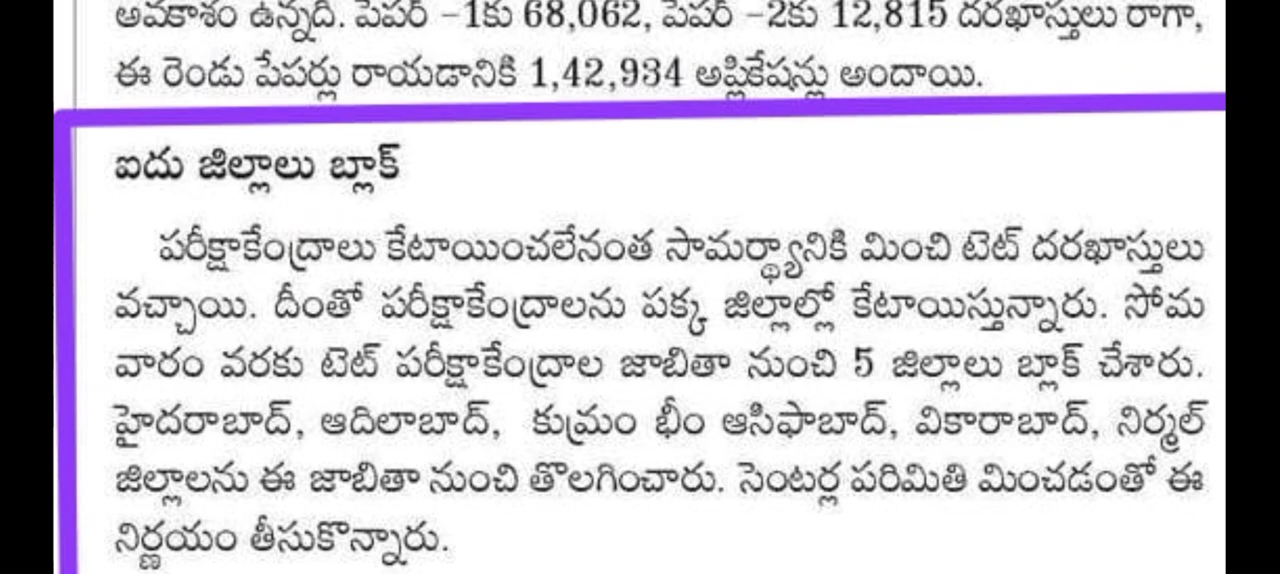 అవకాశం ఉన్నది. పేపర్ –1కు 68,062, పేపర్ –2కు 12,815 దరఖాస్తులు రాగా,
ఈ రెండు పేపర్లు రాయడానికి 1,42,934 అప్లికేషన్లు అందాయి.
ఐదు జిల్లాలు బ్లాక్
పరీక్షాకేంద్రాలు కేటాయించలేనంత సామర్థ్యానికి మించి టెట్ దరఖాస్తులు
వచ్చాయి. దీంతో పరీక్షాకేంద్రాలను పక్క జిల్లాల్లో కేటాయిస్తున్నారు. సోమ
వారం వరకు టెట్ పరీక్షాకేంద్రాల జాబితా నుంచి 5 జిల్లాలు బ్లాక్ చేశారు.
హైదరాబాద్, ఆదిలాబాద్, కుమ్రం భీం ఆసిఫాబాద్, వికారాబాద్, నిర్మల్
జిల్లాలను ఈ జాబితా నుంచి తొలగించారు. సెంటర్ల పరిమితి మించడంతో ఈ
నిర్ణయం తీసుకొన్నారు.